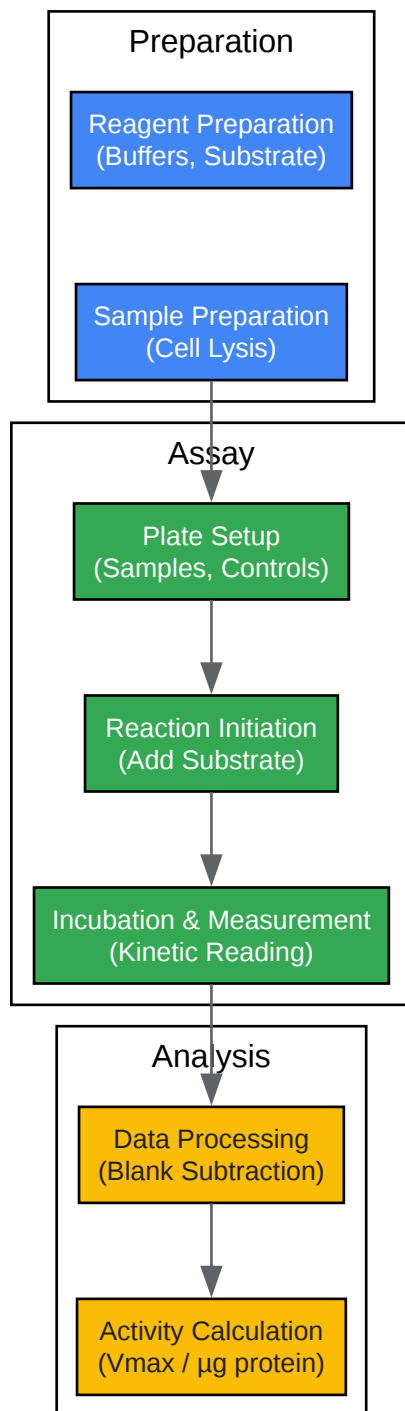 Preparation
Reagent Preparation
(Buffers, Substrate)
Sample Preparation
(Cell Lysis)
Assay
Plate Setup
(Samples, Controls)
Reaction Initiation
(Add Substrate)
Incubation & Measurement
(Kinetic Reading)
Analysis
Data Processing
(Blank Subtraction)
Activity Calculation
(Vmax / µg protein)